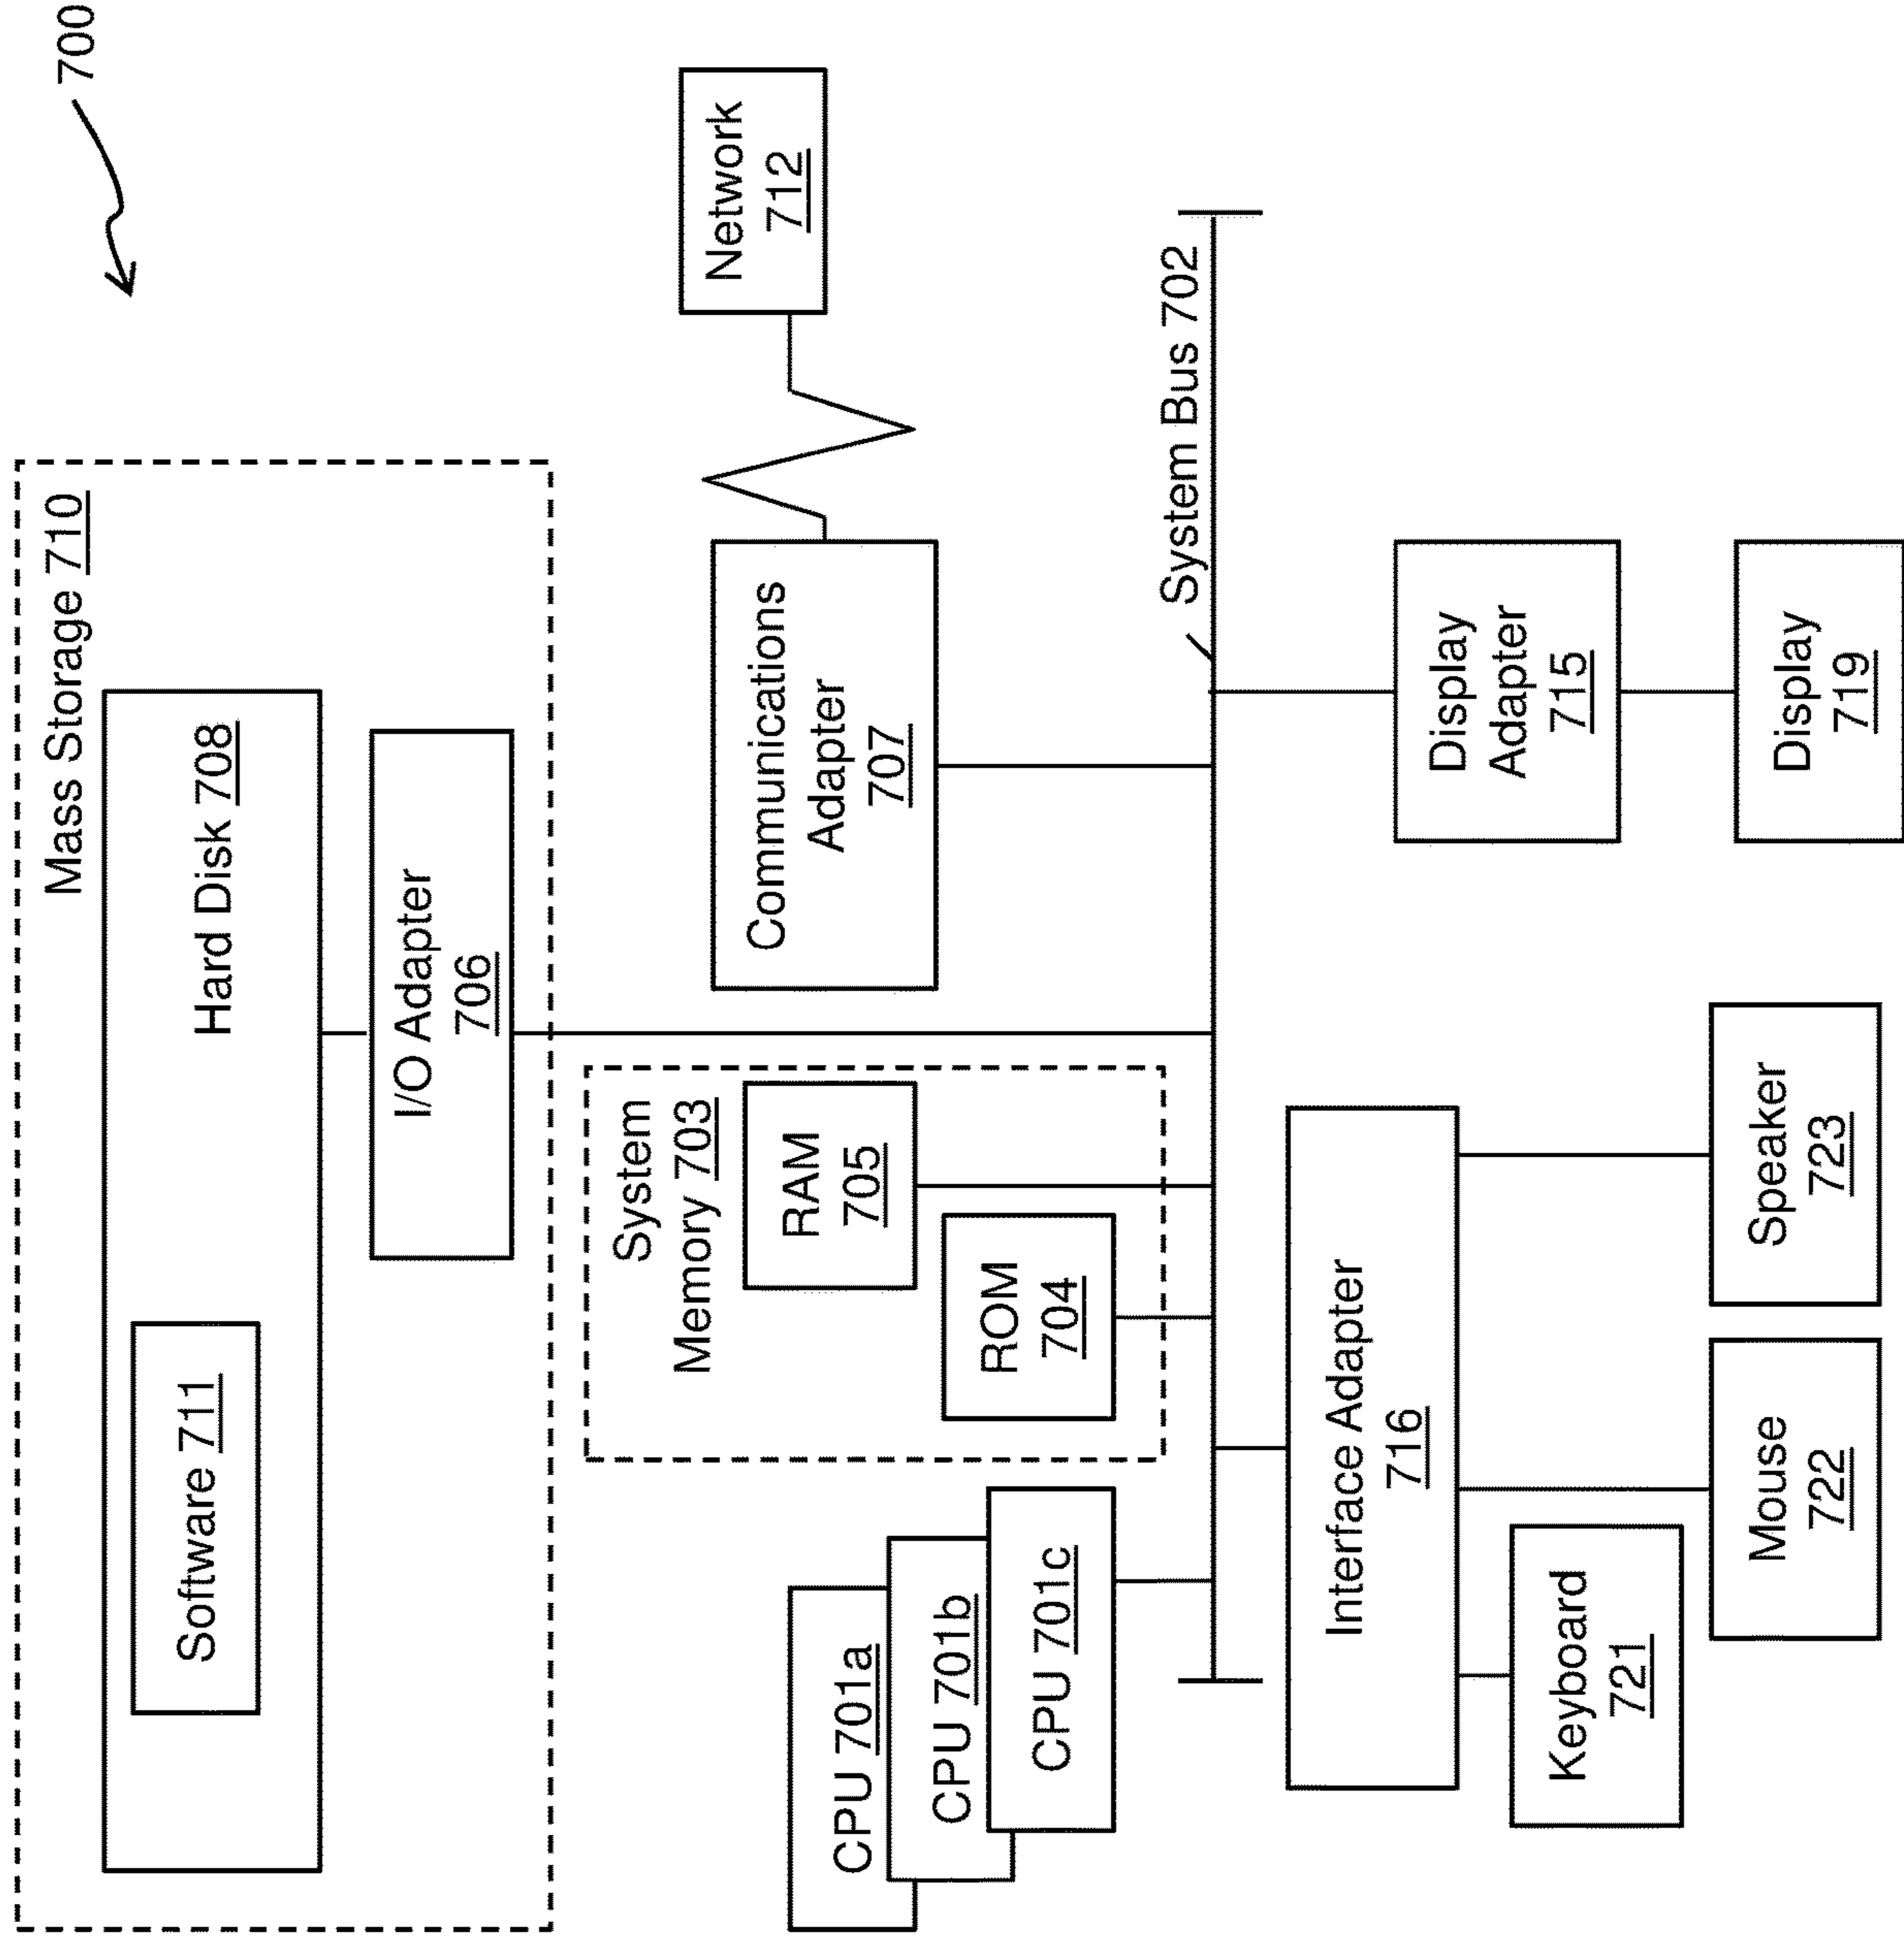 700
Mass Storage 710
Hard Disk 708
Software 711
I/O Adapter
706
CPU 701a
CPU 701b
CPU 701c
System
Memory 703
RAM
705
ROM
704
Communications
Adapter
707
Network
712
System Bus 702
Interface Adapter
716
Keyboard
721
Mouse
722
Speaker
723
Display
Adapter
715
Display
719